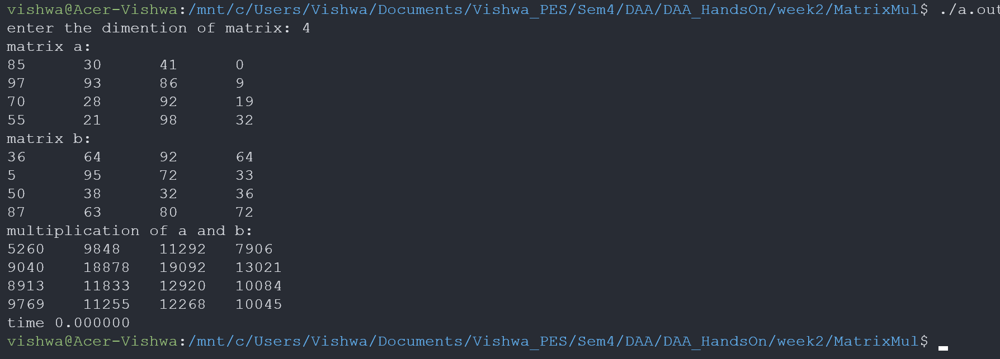 vishwa@Acer-Vishwa:/mnt/c/Users/Vishwa/Documents/Vishwa_PES/Sem4/DAA/DAA_HandsOn/week2/MatrixMul$ ./a.out
enter the dimention of matrix: 4
matrix a:
85 30 41 0
97 93 86 9
70 28 92 19
55 21 98 32
matrix b:
36 64 92 64
5 95 72 33
50 38 32 36
87 63 80 72
multiplication of a and b:
5260 9848 11292 7906
9040 18878 19092 13021
8913 11833 12920 10084
9769 11255 12268 10045
time 0.000000
vishwa@Acer-Vishwa:/mnt/c/Users/Vishwa/Documents/Vishwa_PES/Sem4/DAA/DAA_HandsOn/week2/MatrixMul$